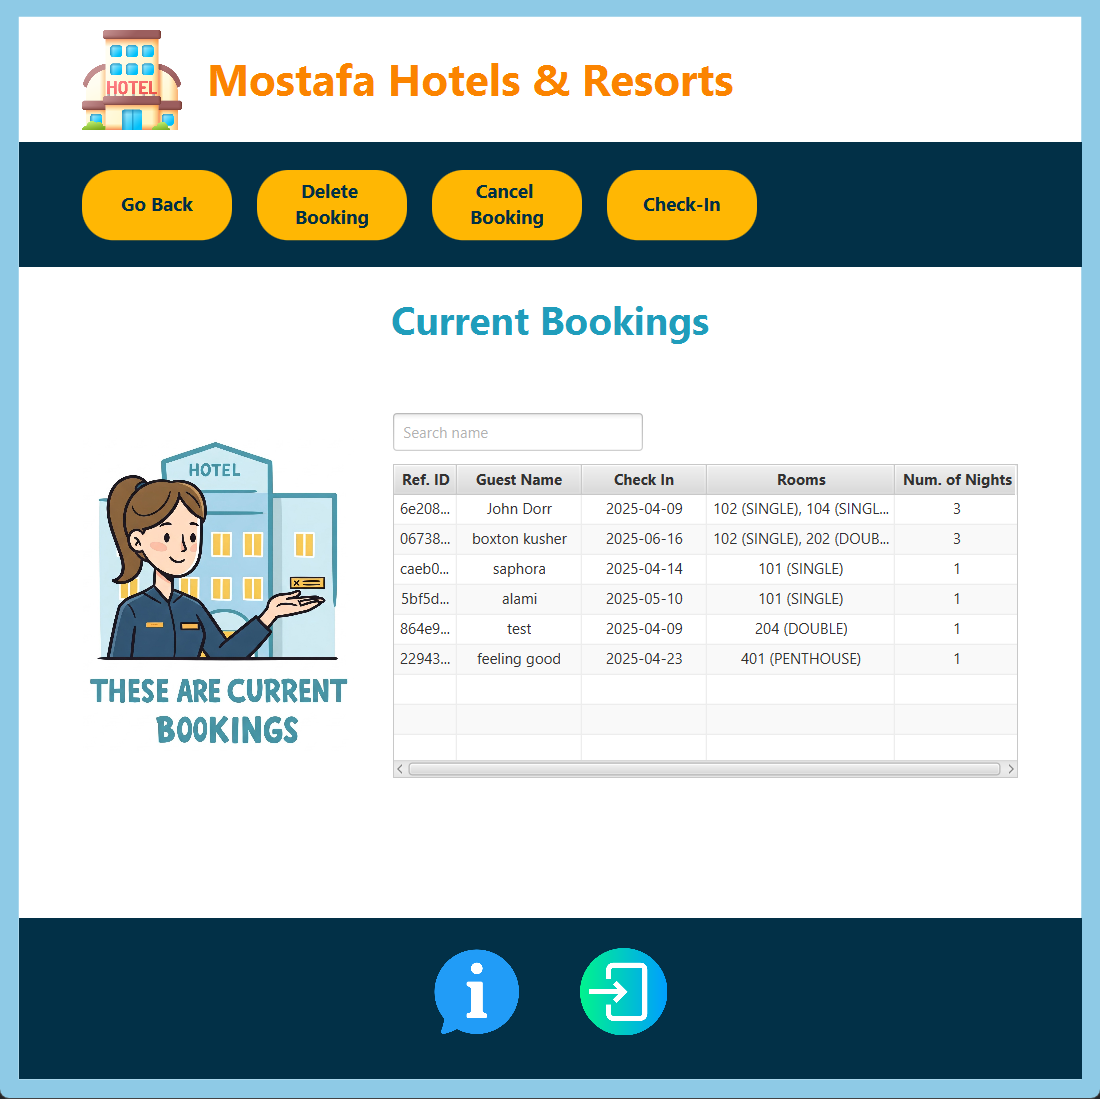 HOTEL
Mostafa Hotels & Resorts
Go Back
Delete
Booking
Cancel
Booking
Check-In
Current Bookings
Search name
HOTEL
THESE ARE CURRENT
BOOKINGS
Ref. ID Guest Name Check In Rooms Num. of Nights
6e208... John Dorr 2025-04-09 102 (SINGLE), 104 (SINGL... 3
06738... boxton kusher 2025-06-16 102 (SINGLE), 202 (DOUB... 3
caeb0... saphora 2025-04-14 101 (SINGLE) 1
5bf5d... alami 2025-05-10 101 (SINGLE) 1
864e9... test 2025-04-09 204 (DOUBLE) 1
22943... feeling good 2025-04-23 401 (PENTHOUSE) 1